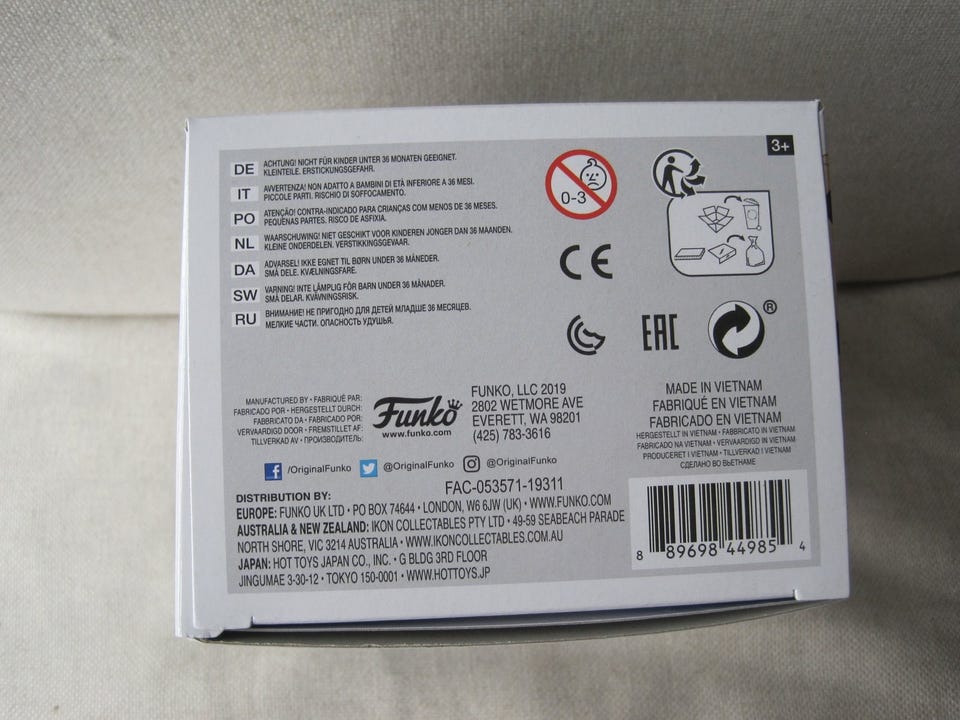 3+
DE ACHTUNG! NICHT FÜR KINDER UNTER 36 MONATEN GEEIGNET.
KLEINTEILE. ERSTICKUNGSGEFAHR.
IT AVVERTENZA! NON ADATTO A BAMBINI DI ETÀ INFERIORE A 36 MESI.
PICCOLE PARTI. RISCHIO DI SOFFOCAMENTO.
PO ATENÇÃO! CONTRA-INDICADO PARA CRIANÇAS COM MENOS DE 36 MESES.
PEQUENAS PARTES. RISCO DE ASFIXIA.
NL WAARSCHUWING! NIET GESCHIKT VOOR KINDEREN JONGER DAN 36 MAANDEN.
KLEINE ONDERDELEN. VERSTIKKINGSGEVAAR.
DA ADVARSEL! IKKE EGNET TIL BØRN UNDER 36 MÅNEDER.
SMÅ DELE. KVÆLNINGSFARE.
SW VARNING! INTE LÄMPLIG FÖR BARN UNDER 36 MÅNADER.
SMÅ DELAR. KVÄVNINGSRISK.
RU ВНИМАНИЕ! НЕ ПРИГОДНО ДЛЯ ДЕТЕЙ МЛАДШЕ 36 МЕСЯЦЕВ.
МЕЛКИЕ ЧАСТИ. ОПАСНОСТЬ УДУШЬЯ.
0-3
CE
EAC
®
MANUFACTURED BY • FABRIQUÉ PAR:
FABRICADO POR • HERGESTELLT DURCH:
FABBRICATO DA • FABRICADO POR:
VERVAARDIGD DOOR • FREMSTILLET AF:
TILLVERKAD AV • ПРОИЗВОДИТЕЛЬ:
Funko
www.funko.com
FUNKO, LLC 2019
2802 WETMORE AVE
EVERETT, WA 98201
(425) 783-3616
MADE IN VIETNAM
FABRIQUÉ EN VIETNAM
FABRICADO EN VIETNAM
HERGESTELLT IN VIETNAM • FABBRICATO IN VIETNAM
FABRICADO NA VIETNAM • VERVAARDIGD IN VIETNAM
PRODUCERET I VIETNAM • TILLVERKAD I VIETNAM
СДЕЛАНО ВО ВЬЕТНАМЕ
/OriginalFunko @OriginalFunko @OriginalFunko
FAC-053571-19311
DISTRIBUTION BY:
EUROPE: FUNKO UK LTD • PO BOX 74644 • LONDON, W6 6JW (UK) • WWW.FUNKO.COM
AUSTRALIA & NEW ZEALAND: IKON COLLECTABLES PTY LTD • 49-59 SEABEACH PARADE
NORTH SHORE, VIC 3214 AUSTRALIA • WWW.IKONCOLLECTABLES.COM.AU
JAPAN: HOT TOYS JAPAN CO., INC. • G BLDG 3RD FLOOR
JINGUMAE 3-30-12 • TOKYO 150-0001 • WWW.HOTTOYS.JP
8 89698 44985 4